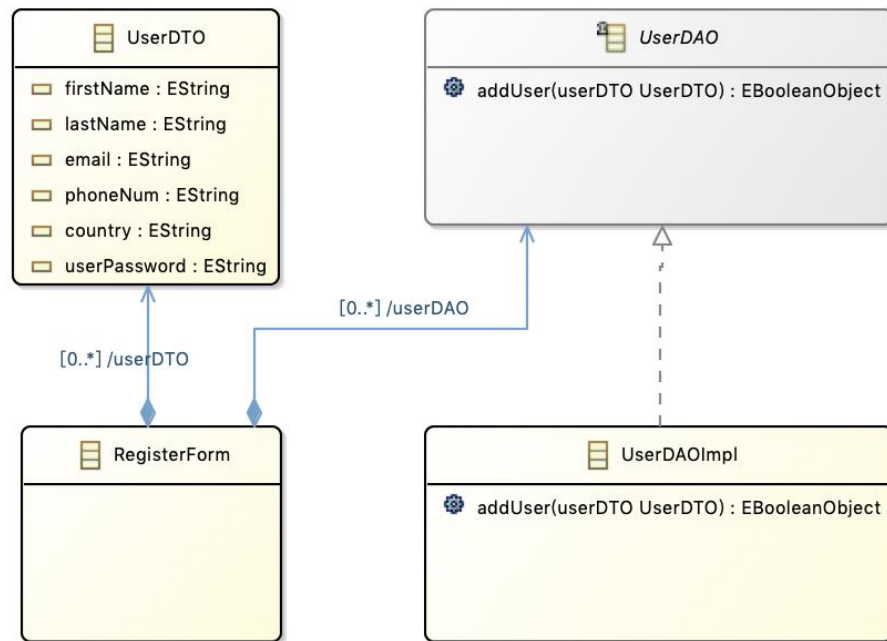 UserDTO
firstName : EString
lastName : EString
email : EString
phoneNum : EString
country : EString
userPassword : EString
UserDAO
addUser(userDTO UserDTO) : EBooleanObject
[0..*] /userDAO
[0..*] /userDTO
RegisterForm
UserDAOImpl
addUser(userDTO UserDTO) : EBooleanObject